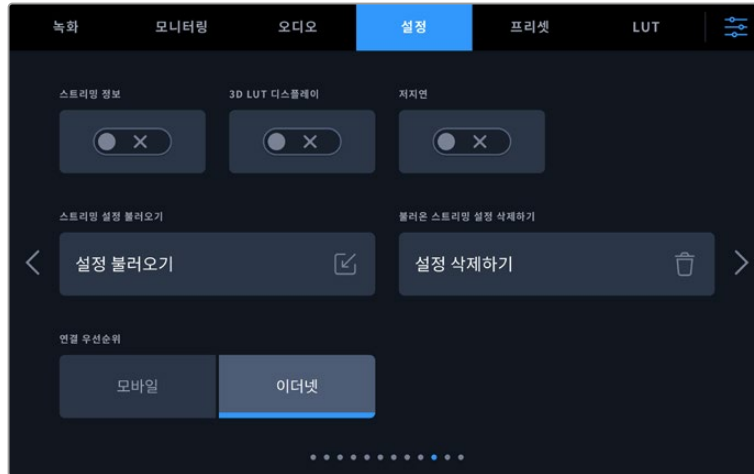 녹화 모니터링 오디오 설정 프리셋 LUT
스트리밍 정보 3D LUT 디스플레이 저지연
스트리밍 설정 불러오기 불러온 스트리밍 설정 삭제하기
설정 불러오기 설정 삭제하기
연결 우선순위
모바일 이더넷